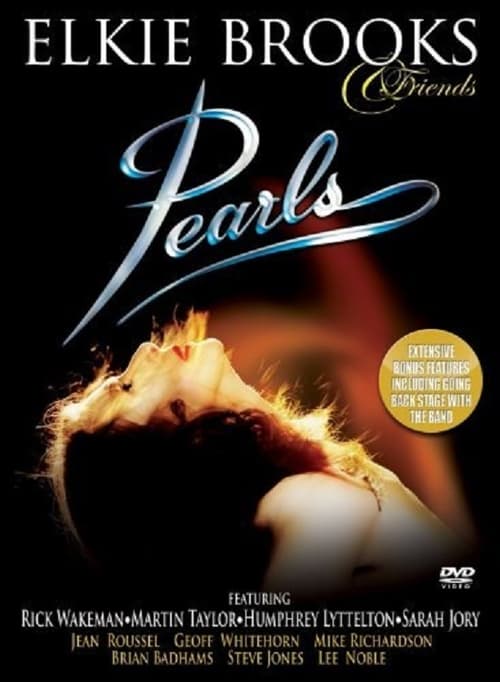 ELKIE BROOKS
& Friends
Pearls
EXTENSIVE
BONUS FEATURES
INCLUDING GOING
BACK STAGE WITH
THE BAND
DVD
VIDEO
FEATURING
RICK WAKEMAN•MARTIN TAYLOR•HUMPHREY LYTTELTON•SARAH JORY
JEAN ROUSSEL GEOFF WHITEHORN MIKE RICHARDSON
BRIAN BADHAMS STEVE JONES LEE NOBLE